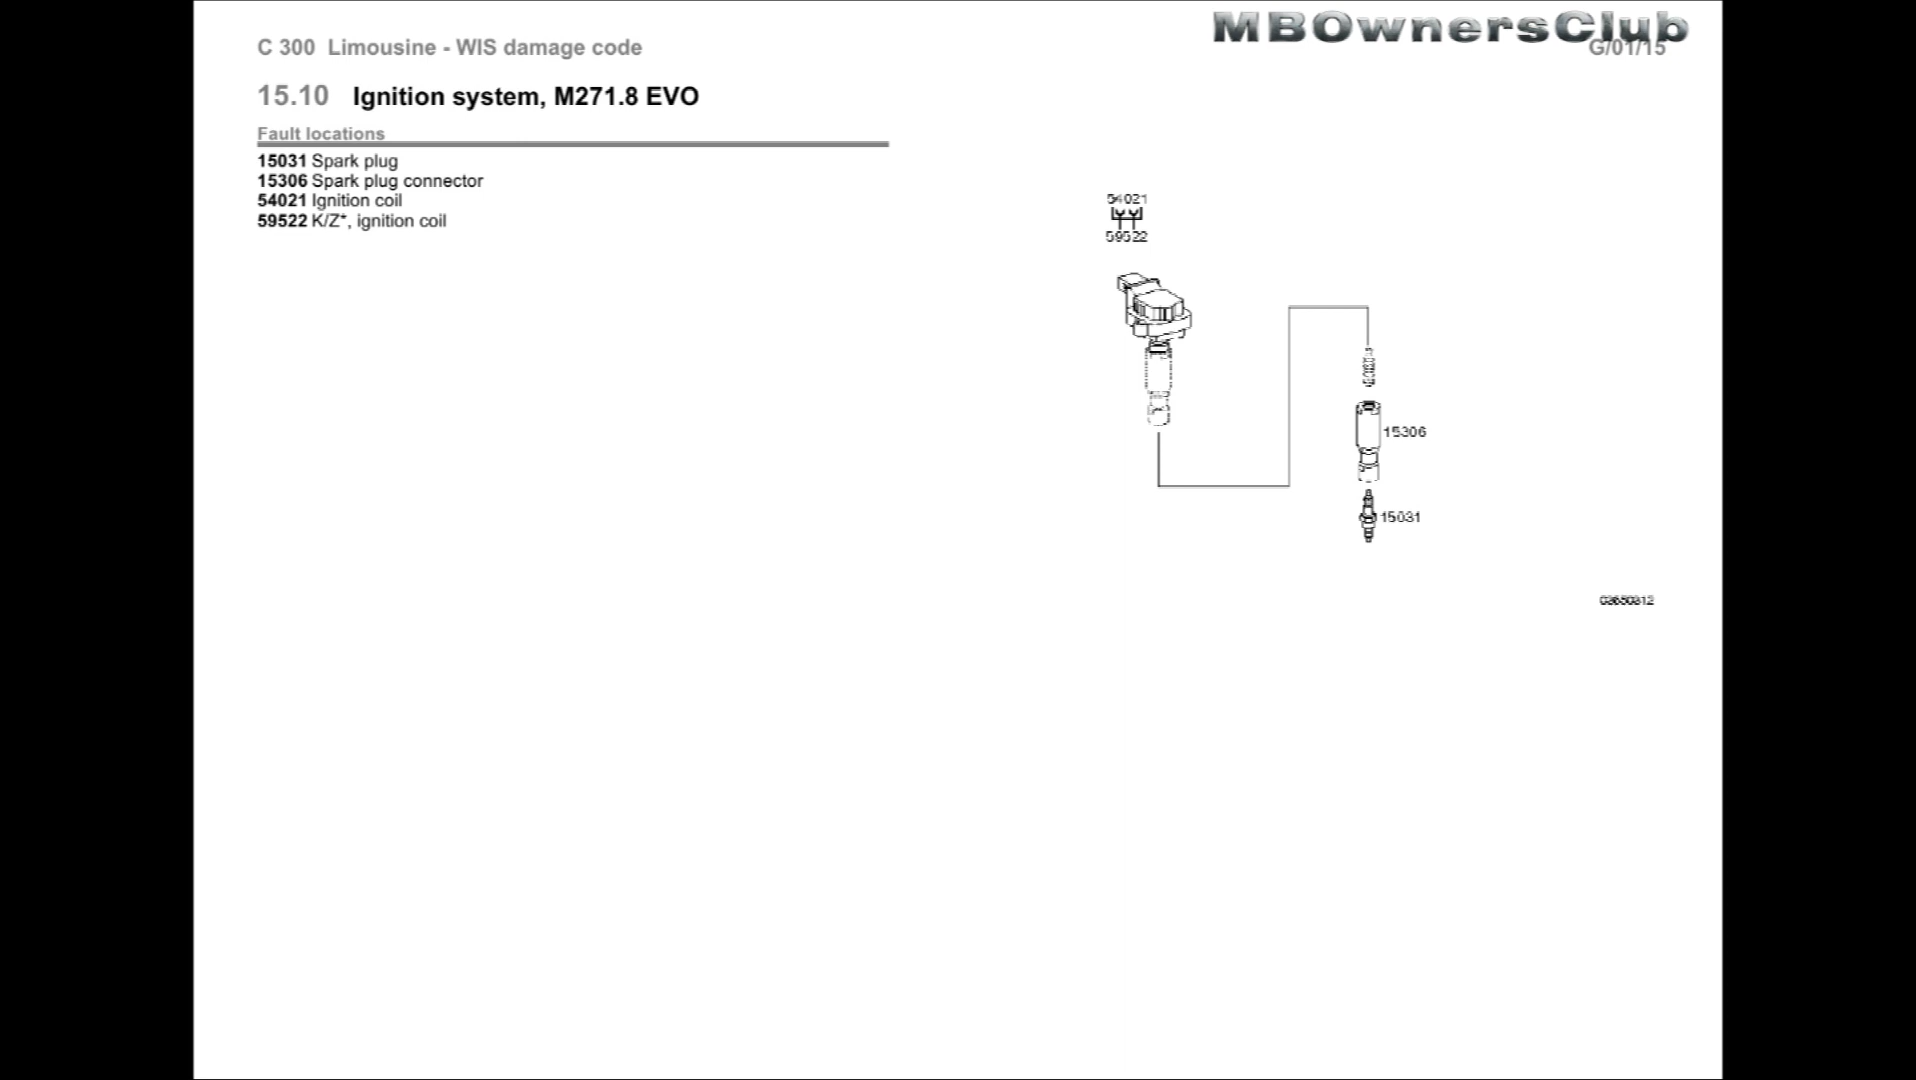 MBOwnersClub
C 300 Limousine - WIS damage code
G/01/15
15.10 Ignition system, M271.8 EVO
Fault locations
15031 Spark plug
15306 Spark plug connector
54021 Ignition coil
59522 K/Z*, ignition coil
54021
59522
15306
15031